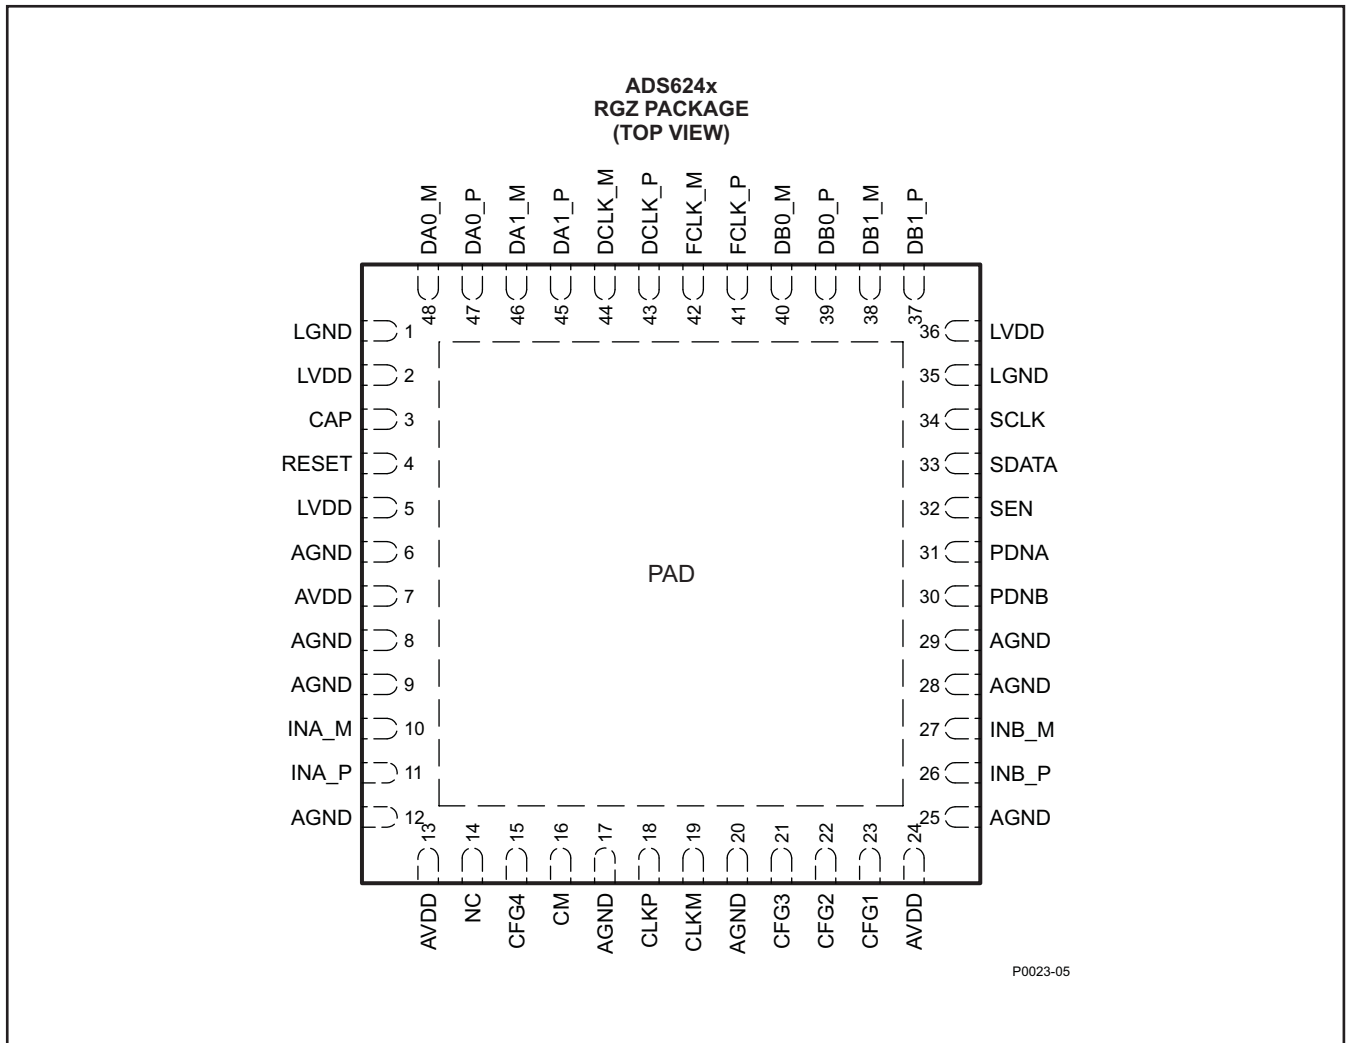 ADS624x
RGZ PACKAGE
(TOP VIEW)
DA0_M
DA0_P
DA1_M
DA1_P
DCLK_M
DCLK_P
FCLK_M
FCLK_P
DB0_M
DB0_P
DB1_M
DB1_P
48
47
46
45
44
43
42
41
40
39
38
37
LGND 1
LVDD 2
CAP 3
RESET 4
LVDD 5
AGND 6
AVDD 7
AGND 8
AGND 9
INA_M 10
INA_P 11
AGND 12
PAD
36 LVDD
35 LGND
34 SCLK
33 SDATA
32 SEN
31 PDNA
30 PDNB
29 AGND
28 AGND
27 INB_M
26 INB_P
25 AGND
13
14
15
16
17
18
19
20
21
22
23
24
AVDD
NC
CFG4
CM
AGND
CLKP
CLKM
AGND
CFG3
CFG2
CFG1
AVDD
P0023-05